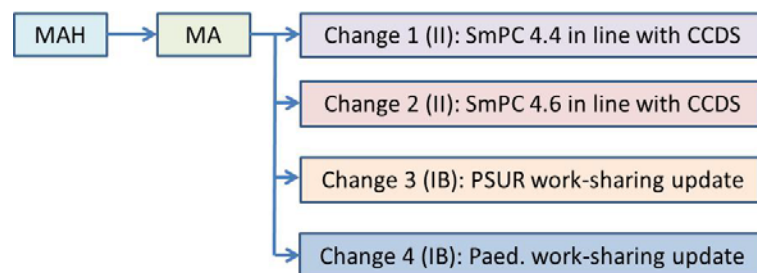 MAH
MA
Change 1 (II): SmPC 4.4 in line with CCDS
Change 2 (II): SmPC 4.6 in line with CCDS
Change 3 (IB): PSUR work-sharing update
Change 4 (IB): Paed. work-sharing update